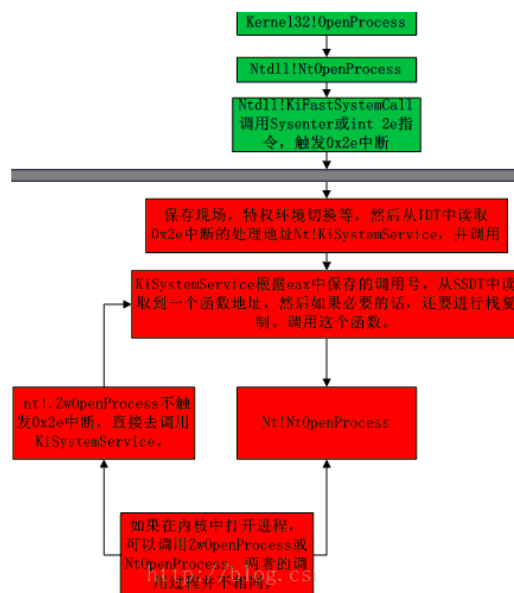 Kernel32!OpenProcess
Ntdll!NtOpenProcess
Ntdll!KiFastSystemCall
调用Sysenter或int 2e指
令，触发0x2e中断
保存现场，特权环境切换等，然后从IDT中读取
0x2e中断的处理地址Nt!KiSystemService，并调用
KiSystemService根据eax中保存的调用号，从SSDT中读
取到一个函数地址，然后如果必要的话，还要进行栈复
制。调用这个函数。
nt!.ZwOpenProcess不触
发0x2e中断，直接去调用
KiSystemService。
Nt!NtOpenProcess
如果在内核中打开进程，
可以调用ZwOpenProcess或
NtOpenProcess，两者的调
用过程并不相同，
http://blog.cs